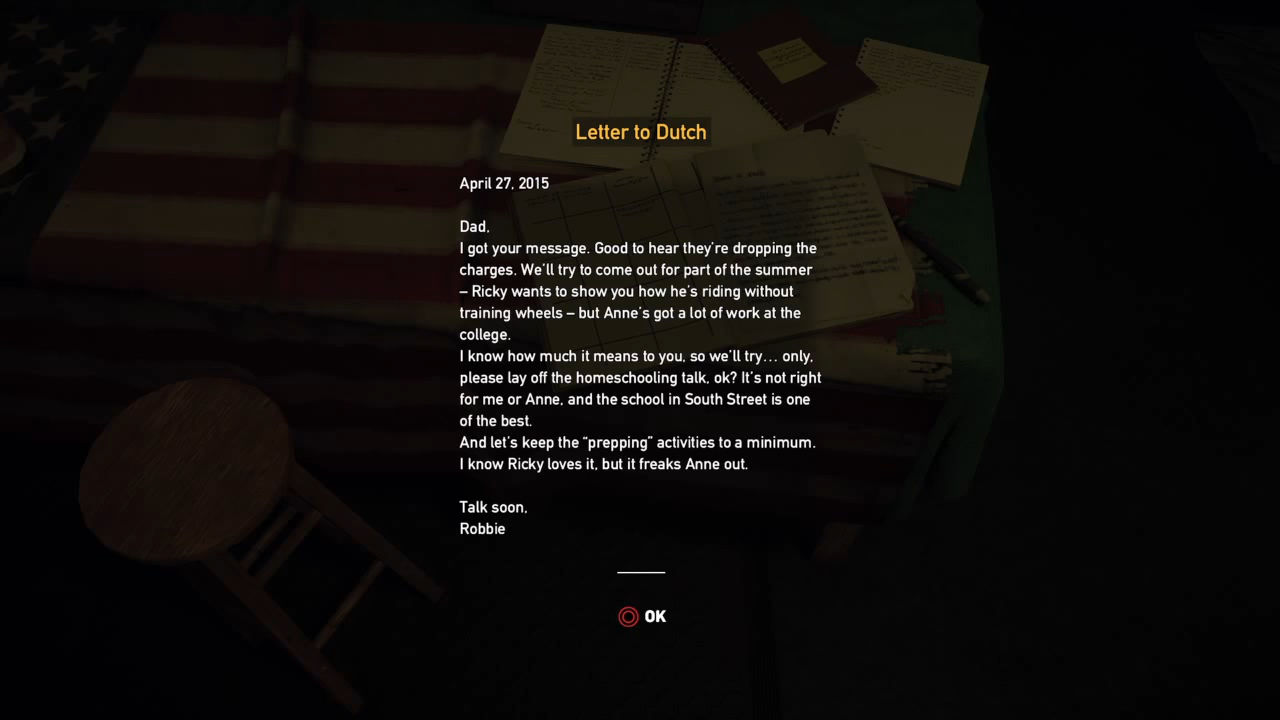 Letter to Dutch
April 27, 2015
Dad,
I got your message. Good to hear they're dropping the
charges. We'll try to come out for part of the summer
– Ricky wants to show you how he's riding without
training wheels – but Anne's got a lot of work at the
college.
I know how much it means to you, so we'll try... only,
please lay off the homeschooling talk, ok? It's not right
for me or Anne, and the school in South Street is one
of the best.
And let's keep the “prepping” activities to a minimum.
I know Ricky loves it, but it freaks Anne out.
Talk soon,
Robbie
OK